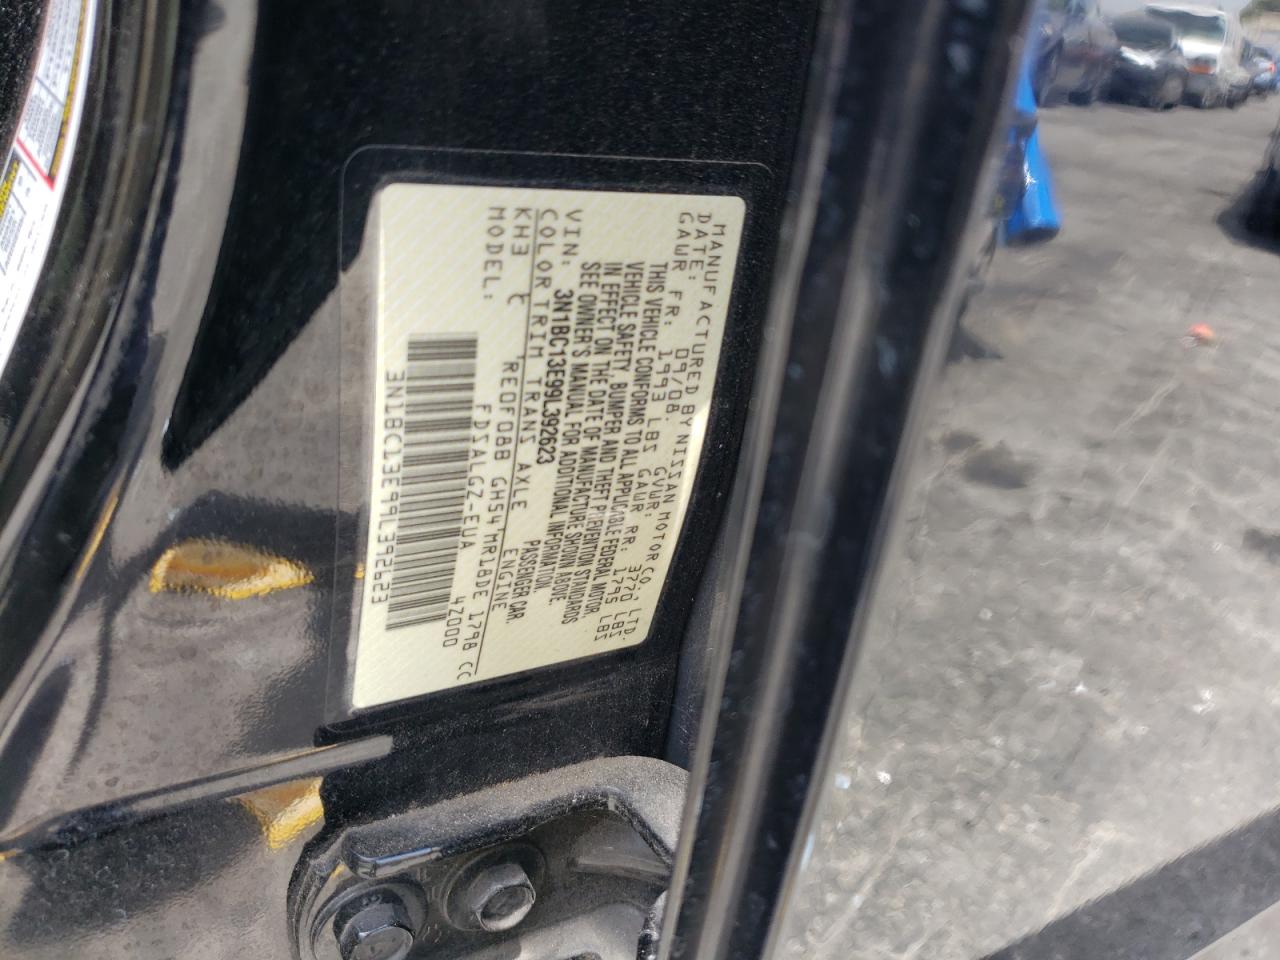 MANUFACTURED BY NISSAN MOTOR CO., LTD.
DATE: 09/08. GVWR: 3770 LBS.
GAWR FR: 1993 LBS GAWR RR: 1795 LBS
THIS VEHICLE CONFORMS TO ALL APPLICABLE FEDERAL MOTOR
VEHICLE SAFETY, BUMPER AND THEFT PREVENTION STANDARDS
IN EFFECT ON THE DATE OF MANUFACTURE SHOWN ABOVE.
SEE OWNER'S MANUAL FOR ADDITIONAL INFORMATION.
VIN: 3N1BC13E99L392623 PASSENGER CAR.
COLOR TRIM TRANS AXLE ENGINE
KH3 C REOF08B GH54 MR18DE 1798 CC
MODEL: FDSALGZ-EUA 4Z000
3N1BC13E99L392623